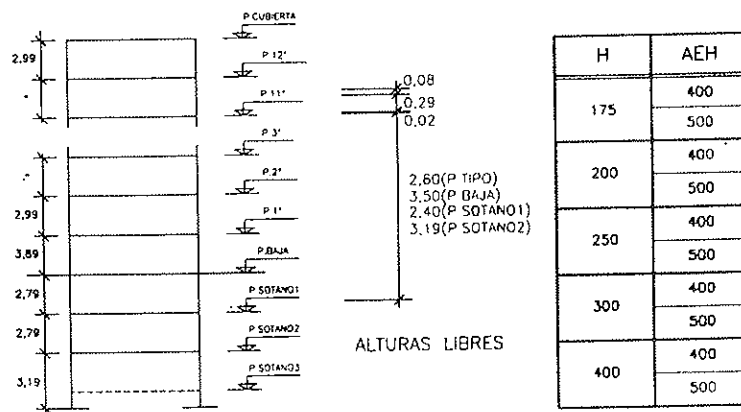 P CUBIERTA
2,99
P 12ª
P 11ª
P 3ª
P 2ª
2,99
P 1ª
3,89
P.BAJA
2,79
P SOTANO1
2,79
P SOTANO2
3,19
P SOTANO3
0,08
0,29
0,02
2,60(P TIPO)
3,50(P BAJA)
2,40(P SOTANO1)
3,19(P SOTANO2)
ALTURAS LIBRES
H AEH
175 400
500
200 400
500
250 400
500
300 400
500
400 400
500